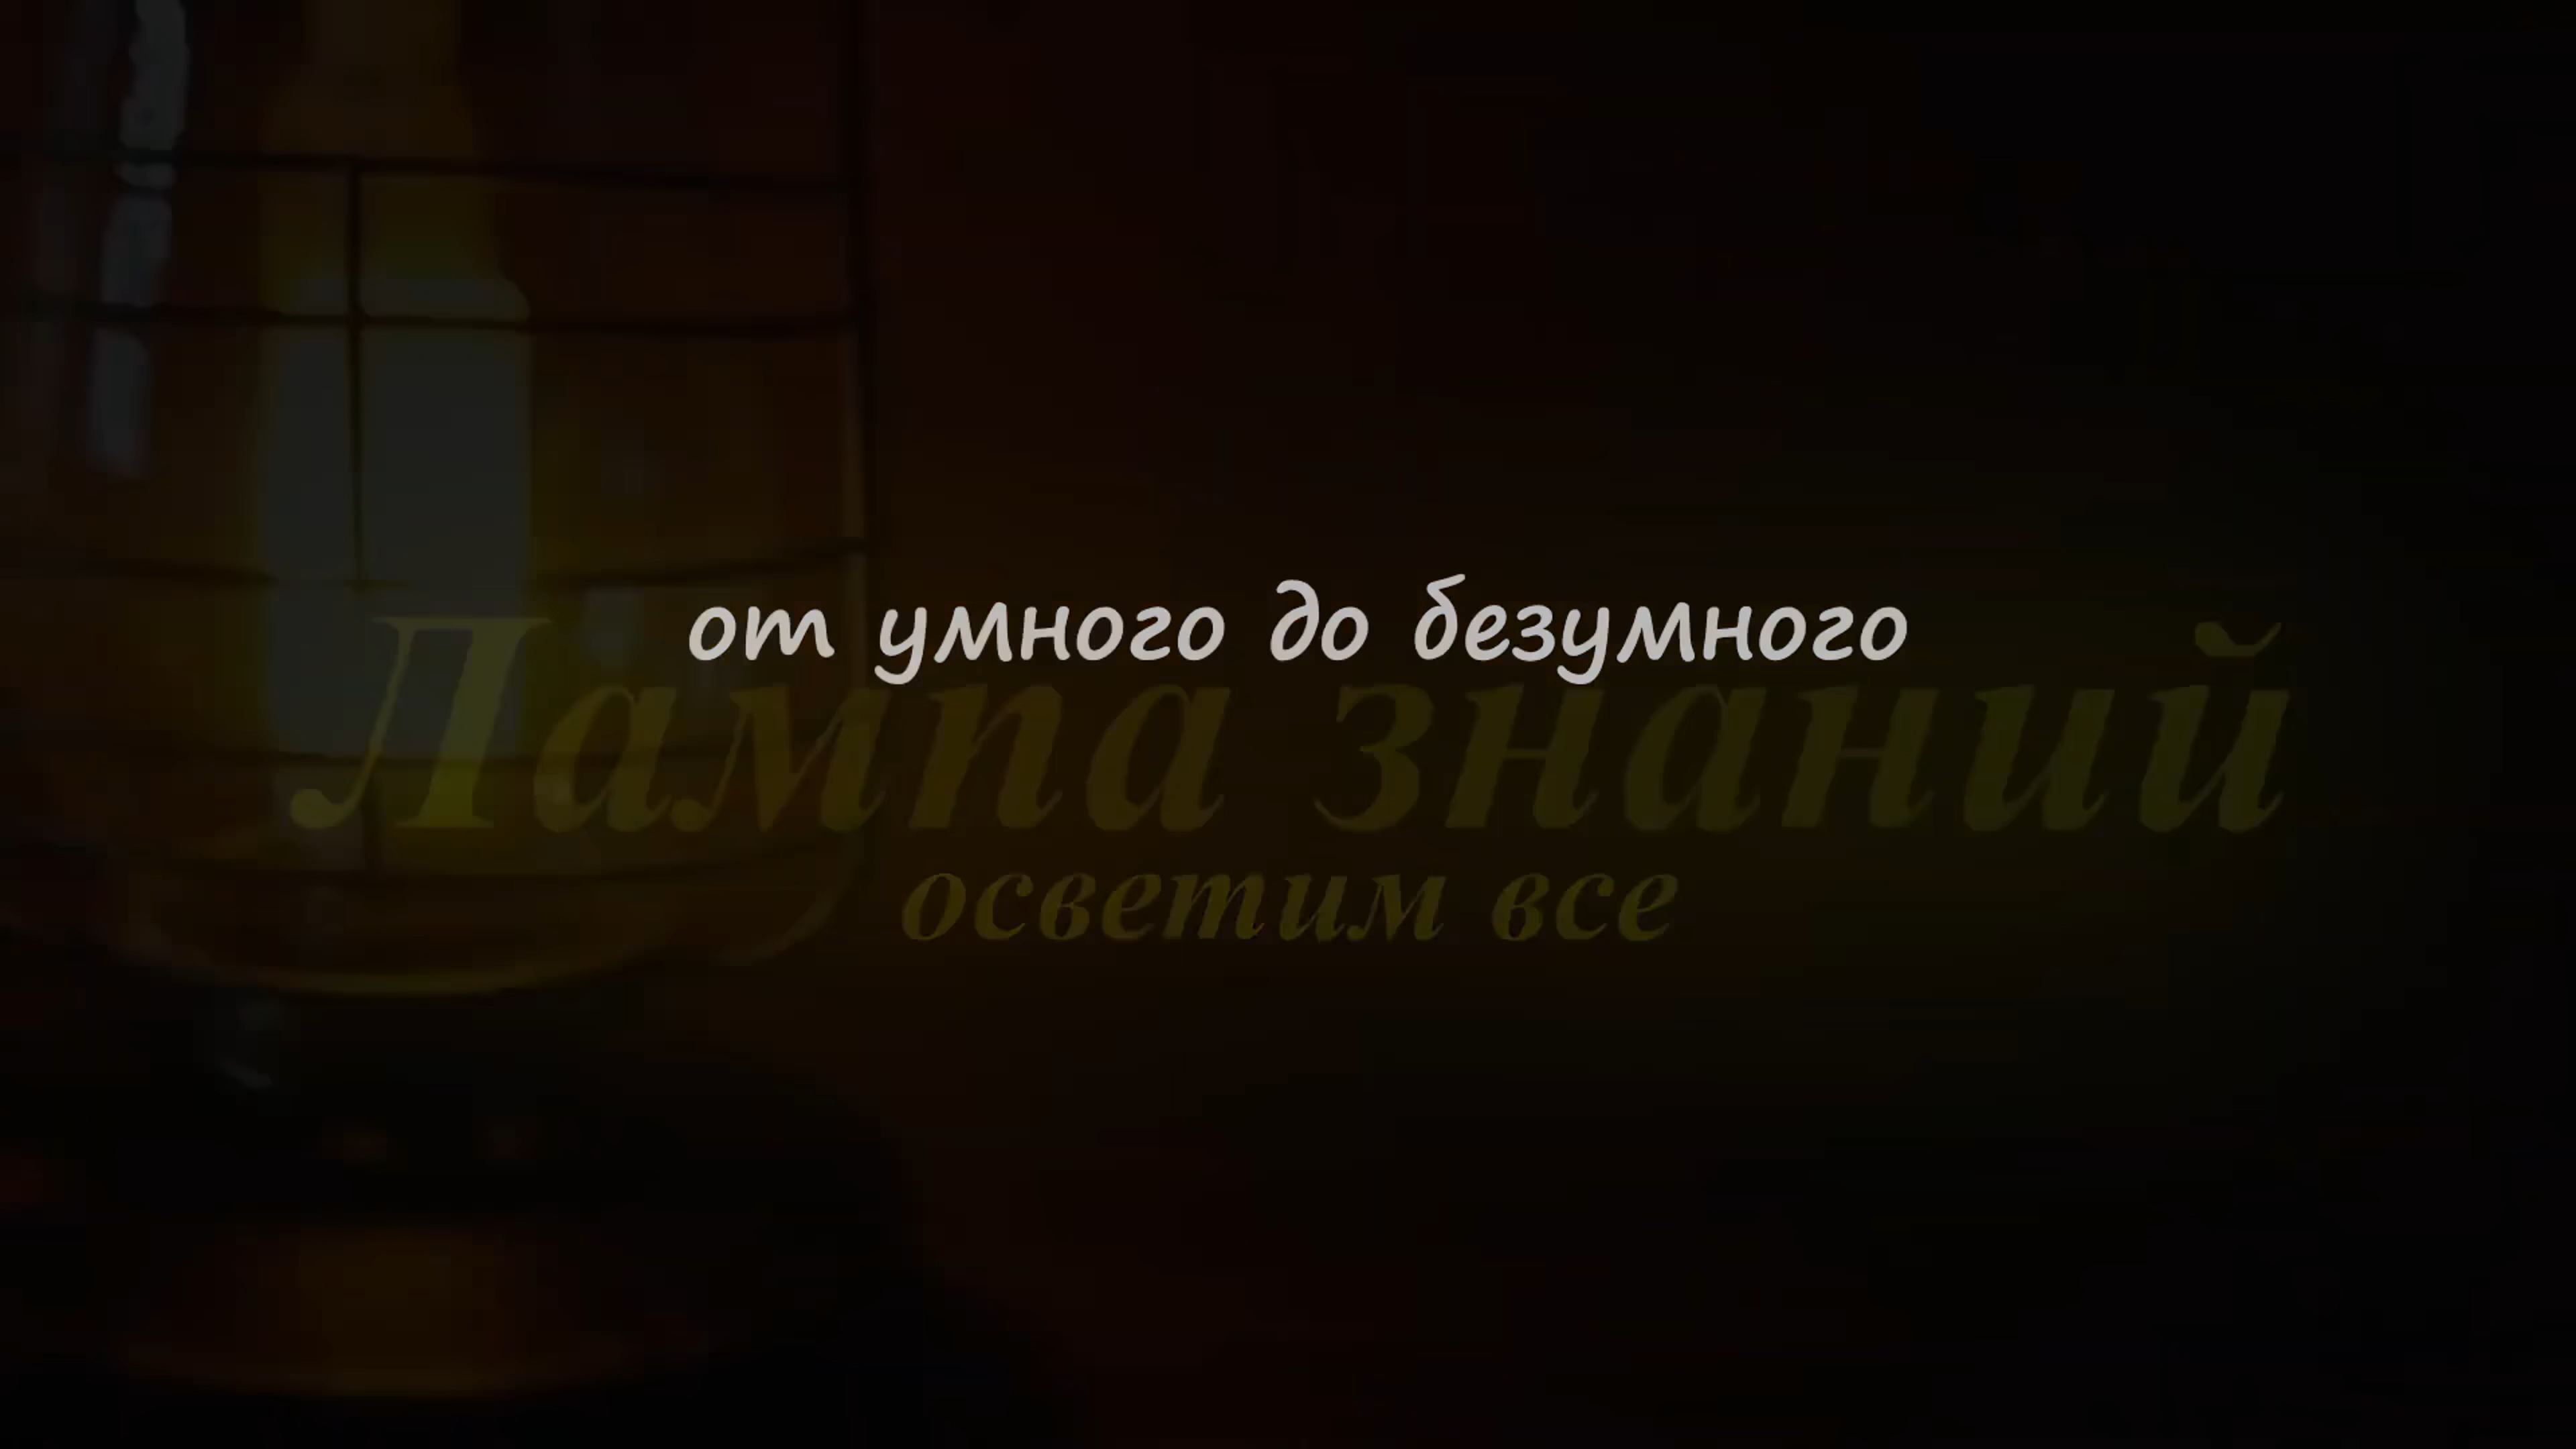 от умного до безумного
Лампа знаний
осветим все